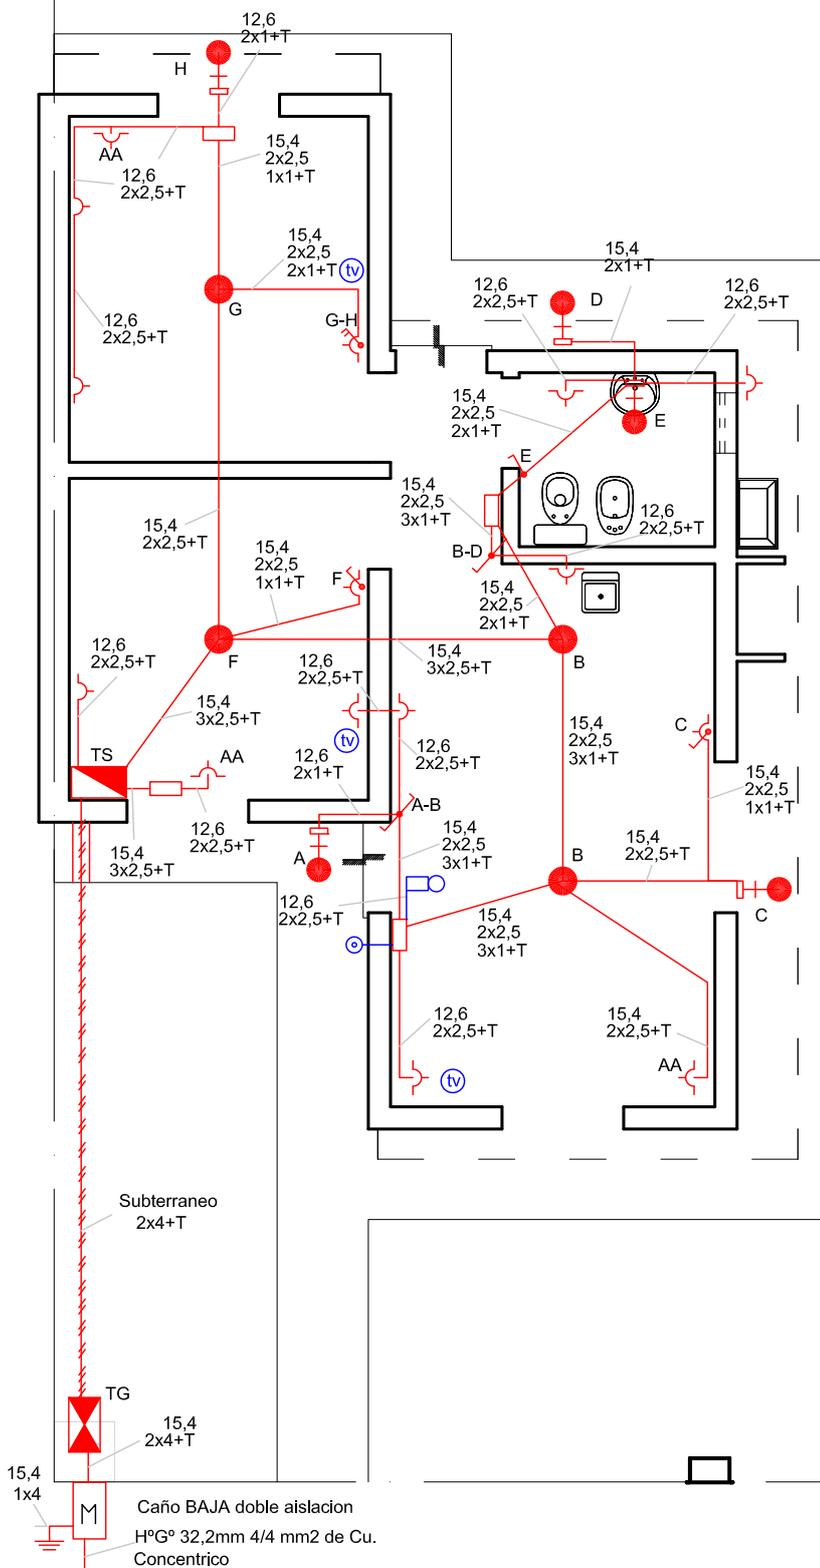 12,6
2x1+T
H
AA
12,6
2x2,5+T
15,4
2x2,5
1x1+T
15,4
2x2,5
2x1+T
tv
G
G-H
12,6
2x2,5+T
15,4
2x1+T
12,6
2x2,5+T
D
12,6
2x2,5+T
15,4
2x2,5
2x1+T
E
E
15,4
2x2,5
3x1+T
12,6
2x2,5+T
B-D
15,4
2x2,5+T
15,4
2x2,5
1x1+T
F
15,4
2x2,5
2x1+T
F
B
15,4
3x2,5+T
12,6
2x2,5+T
12,6
2x2,5+T
15,4
3x2,5+T
tv
TS
AA
12,6
2x1+T
12,6
2x2,5+T
15,4
2x2,5
3x1+T
C
15,4
2x2,5
1x1+T
A-B
12,6
2x2,5+T
15,4
3x2,5+T
15,4
2x2,5
3x1+T
A
B
15,4
2x2,5+T
C
12,6
2x2,5+T
15,4
2x2,5
3x1+T
12,6
2x2,5+T
15,4
2x2,5+T
AA
tv
Subterraneo
2x4+T
TG
15,4
2x4+T
15,4
1x4
M
Caño BAJA doble aislacion
HºGº 32,2mm 4/4 mm2 de Cu.
Concentrico